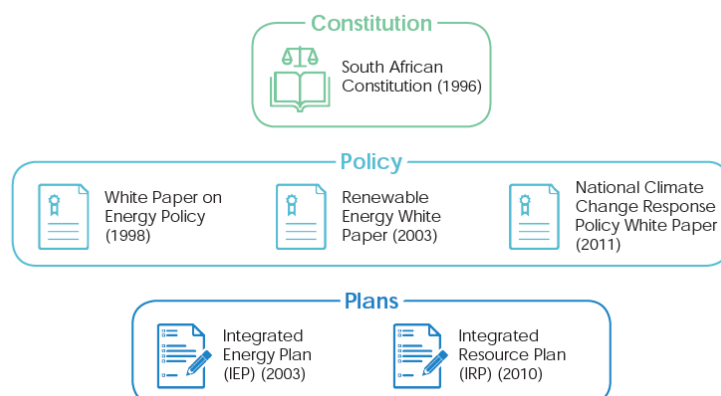 Constitution
South African
Constitution (1996)
Policy
White Paper on
Energy Policy
(1998)
Renewable
Energy White
Paper (2003)
National Climate
Change Response
Policy White Paper
(2011)
Plans
Integrated
Energy Plan
(IEP) (2003)
Integrated
Resource Plan
(IRP) (2010)